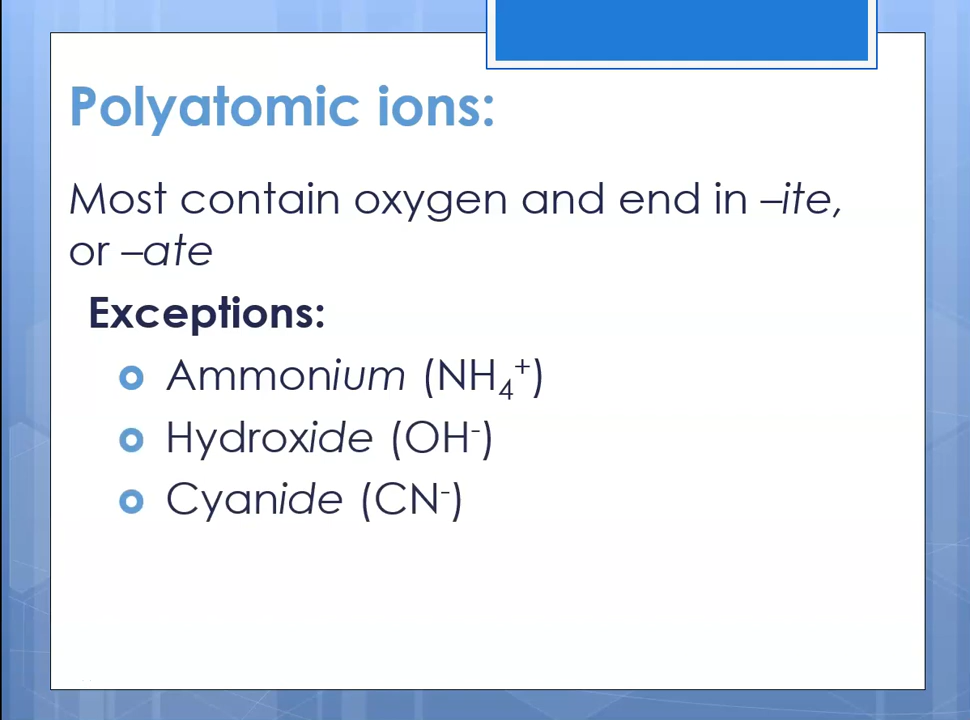 Polyatomic ions:
Most contain oxygen and end in –ite,
or –ate
Exceptions:
Ammonium (NH₄⁺)
Hydroxide (OH⁻)
Cyanide (CN⁻)